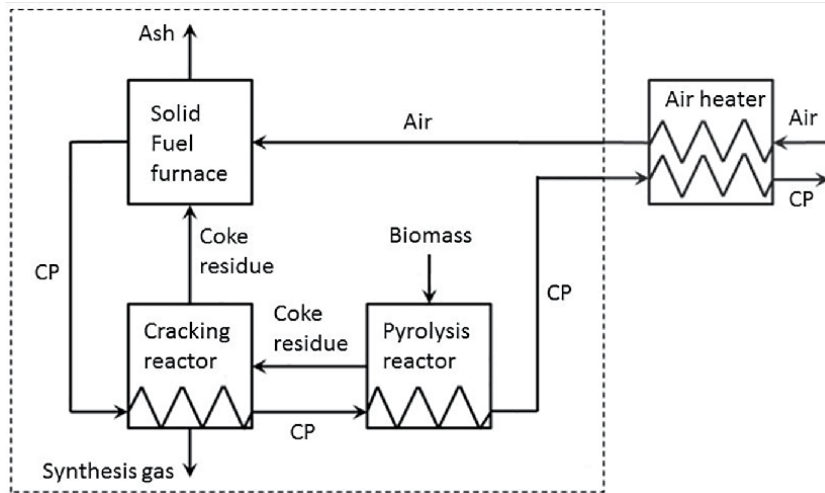 Ash
Solid
Fuel
furnace
Air
Air heater
Air
CP
Coke
residue
Biomass
CP
CP
Cracking
reactor
Coke
residue
Pyrolysis
reactor
CP
Synthesis gas